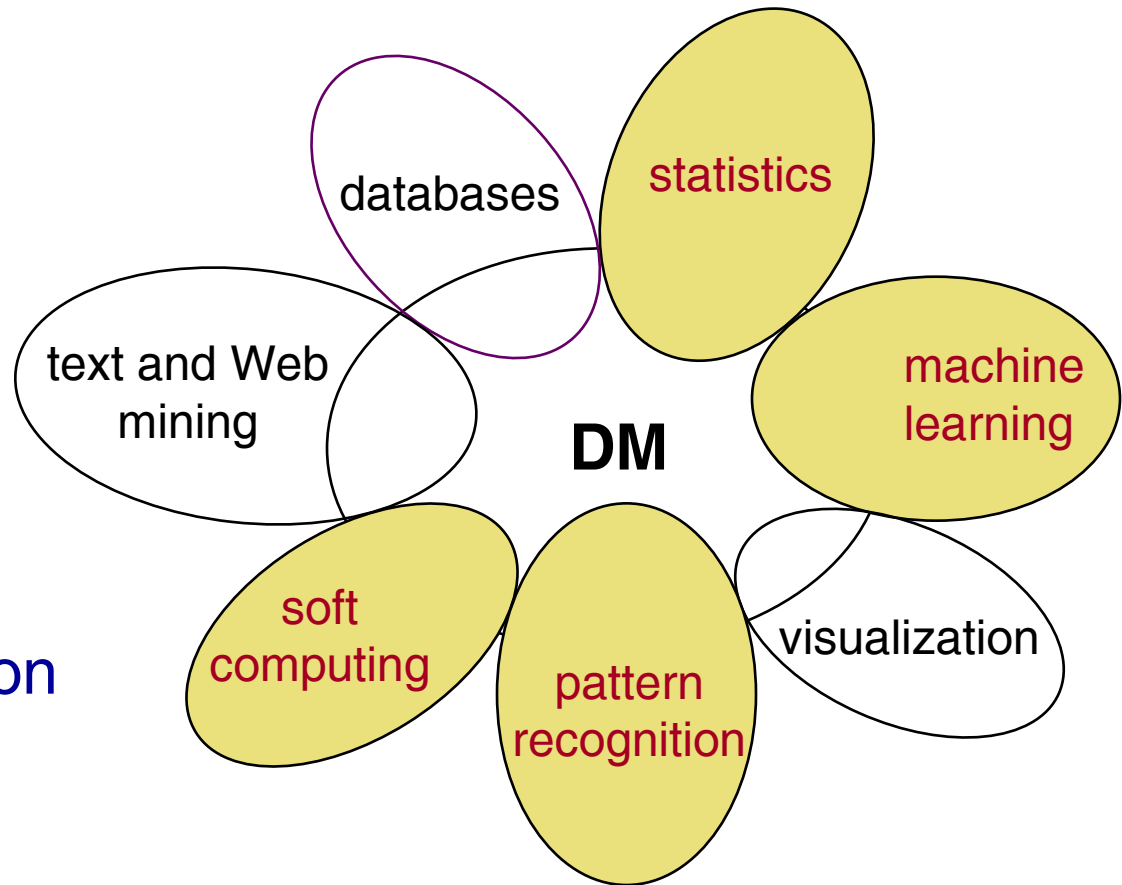 statistics
databases
text and Web
mining
machine
learning
DM
soft
computing
visualization
on
pattern
recognition